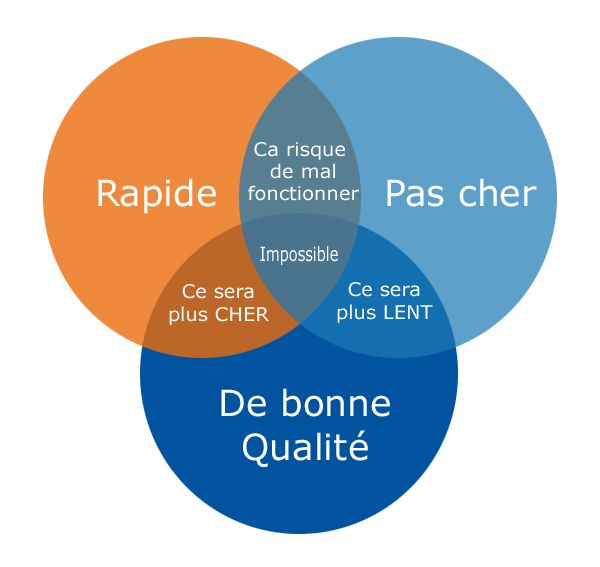 Rapide
Ca risque
de mal
fonctionner
Pas cher
Impossible
Ce sera
plus CHER
Ce sera
plus LENT
De bonne
Qualité